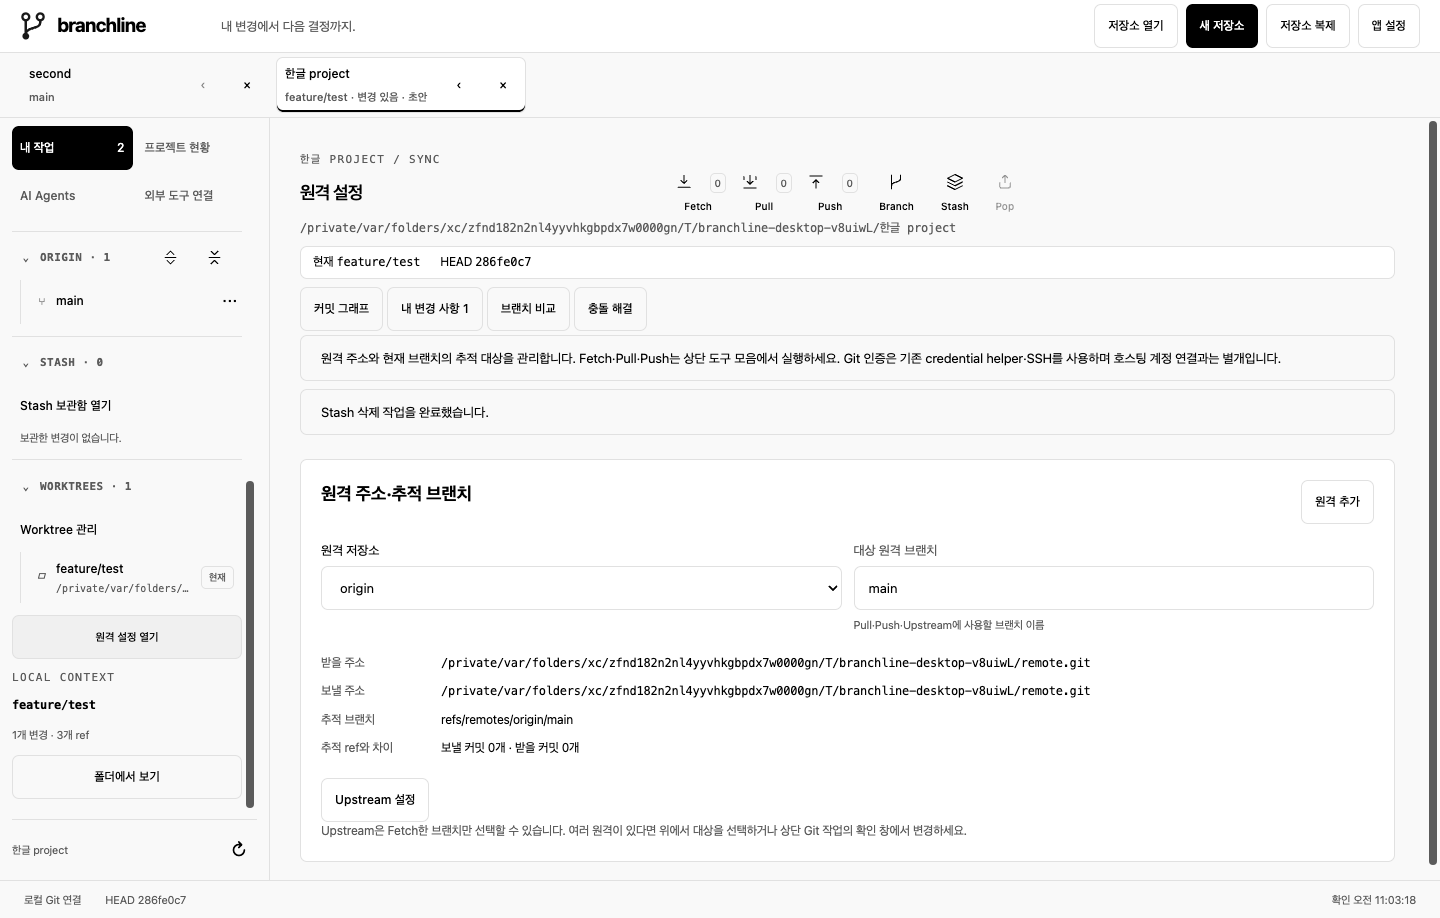 branchline
내 변경에서 다음 결정까지.
저장소 열기
새 저장소
저장소 복제
앱 설정
second
main
한글 project
feature/test · 변경 있음 · 초안
내 작업 2
프로젝트 현황
AI Agents
외부 도구 연결
ORIGIN · 1
main
STASH · 0
Stash 보관함 열기
보관한 변경이 없습니다.
WORKTREES · 1
Worktree 관리
feature/test
/private/var/folders/…
현재
원격 설정 열기
LOCAL CONTEXT
feature/test
1개 변경 · 3개 ref
폴더에서 보기
한글 project
한글 PROJECT / SYNC
원격 설정
0
Fetch
0
Pull
0
Push
Branch
Stash
Pop
/private/var/folders/xc/zfnd182n2nl4yyvhkgbpdx7w0000gn/T/branchline-desktop-v8uiwL/한글 project
현재 feature/test HEAD 286fe0c7
커밋 그래프
내 변경 사항 1
브랜치 비교
충돌 해결
원격 주소와 현재 브랜치의 추적 대상을 관리합니다. Fetch·Pull·Push는 상단 도구 모음에서 실행하세요. Git 인증은 기존 credential helper·SSH를 사용하며 호스팅 계정 연결과는 별개입니다.
Stash 삭제 작업을 완료했습니다.
원격 주소·추적 브랜치
원격 추가
원격 저장소
origin
대상 원격 브랜치
main
Pull·Push·Upstream에 사용할 브랜치 이름
받을 주소 /private/var/folders/xc/zfnd182n2nl4yyvhkgbpdx7w0000gn/T/branchline-desktop-v8uiwL/remote.git
보낼 주소 /private/var/folders/xc/zfnd182n2nl4yyvhkgbpdx7w0000gn/T/branchline-desktop-v8uiwL/remote.git
추적 브랜치 refs/remotes/origin/main
추적 ref와 차이 보낼 커밋 0개 · 받을 커밋 0개
Upstream 설정
Upstream은 Fetch한 브랜치만 선택할 수 있습니다. 여러 원격이 있다면 위에서 대상을 선택하거나 상단 Git 작업의 확인 창에서 변경하세요.
로컬 Git 연결
HEAD 286fe0c7
확인 오전 11:03:18